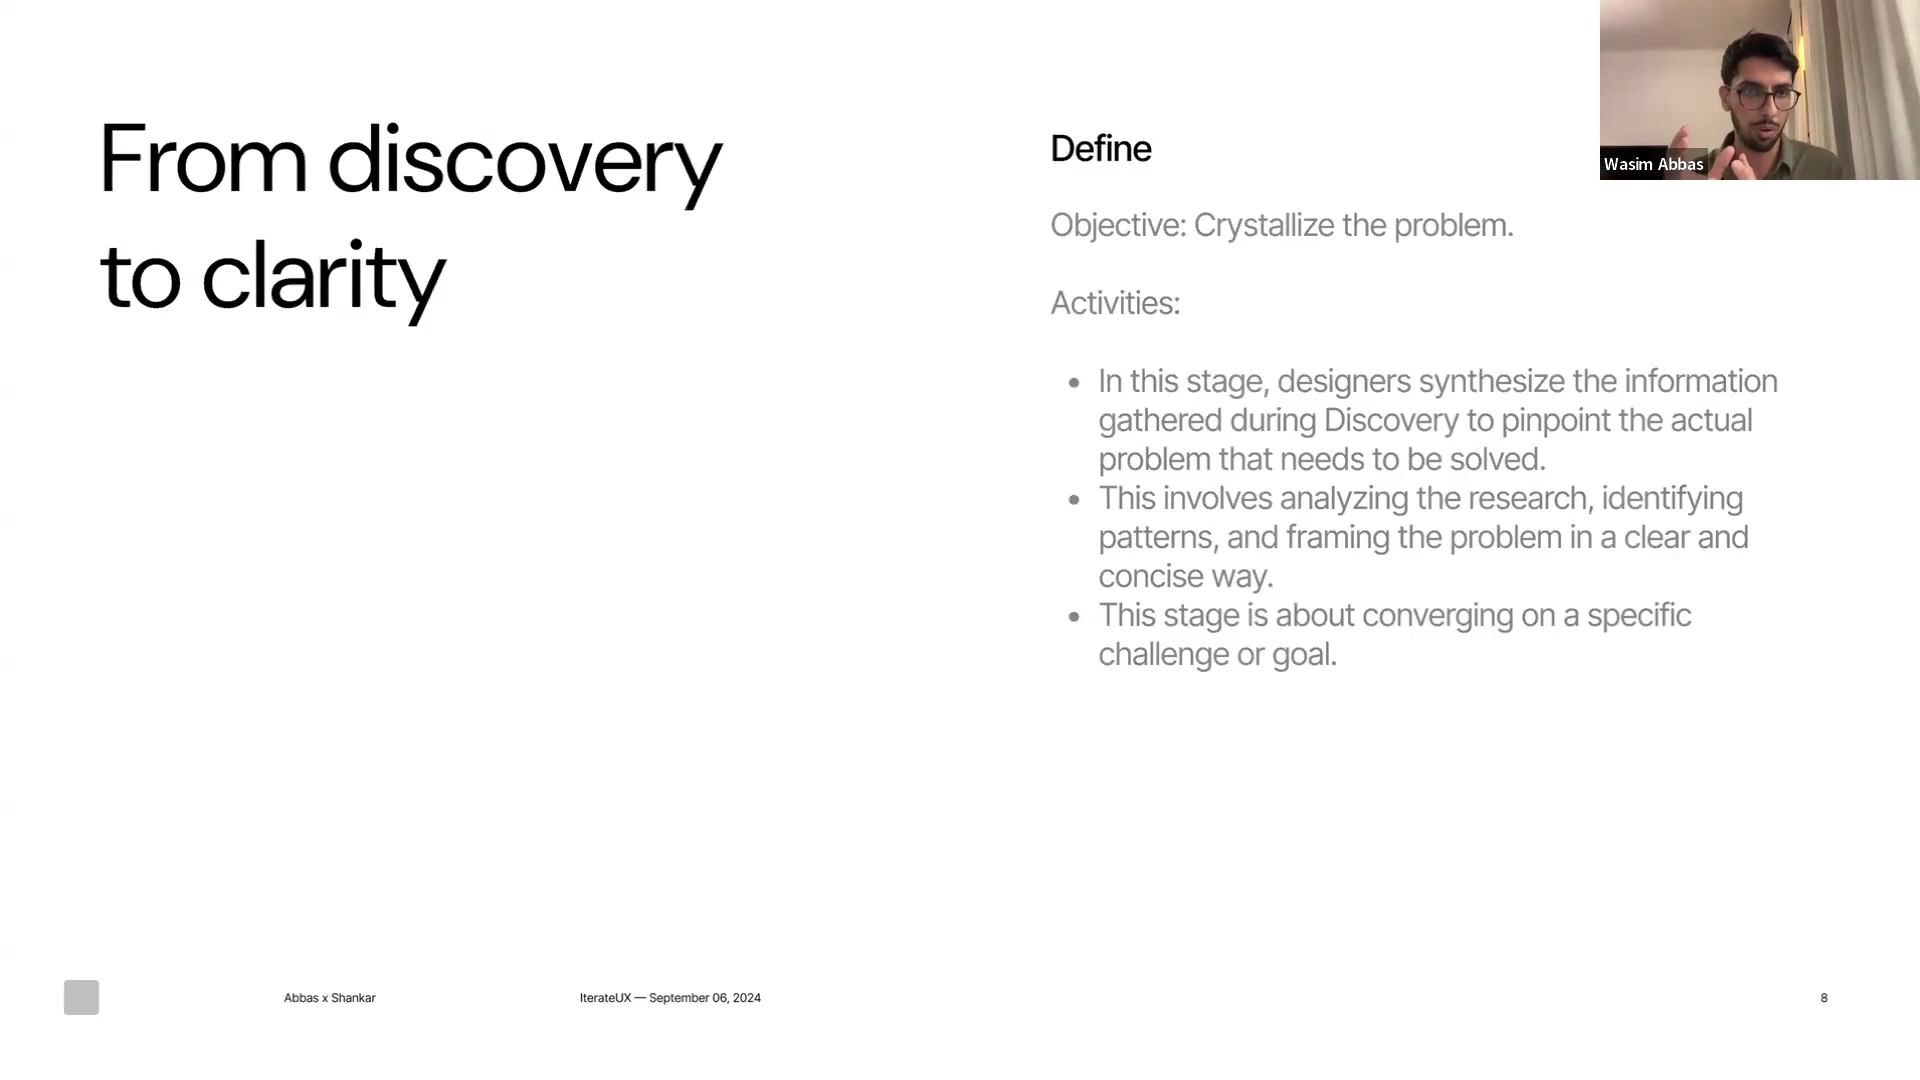 From discovery
to clarity
Define
Objective: Crystallize the problem.
Activities:
• In this stage, designers synthesize the information
gathered during Discovery to pinpoint the actual
problem that needs to be solved.
• This involves analyzing the research, identifying
patterns, and framing the problem in a clear and
concise way.
• This stage is about converging on a specific
challenge or goal.
Wasim Abbas
Abbas x Shankar
IterateUX — September 06, 2024
8